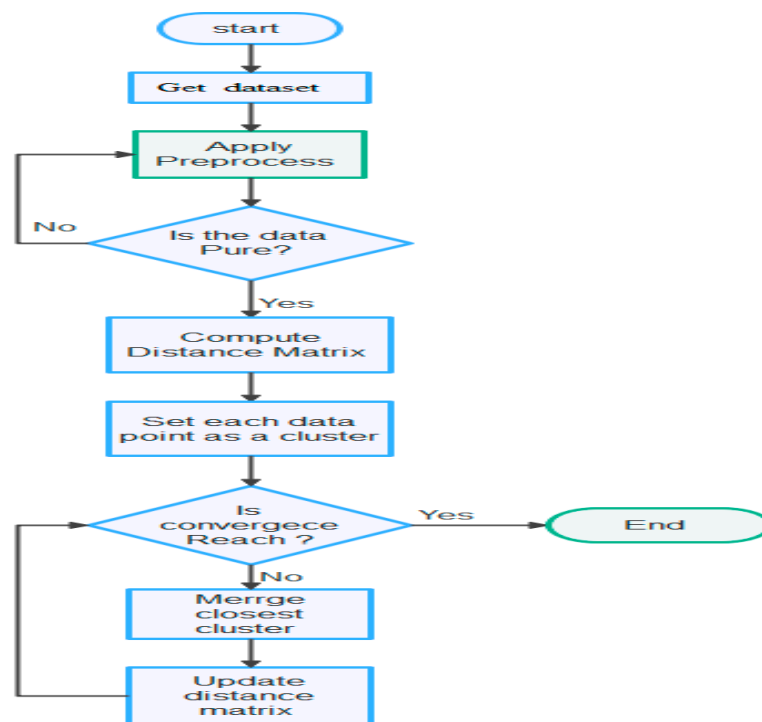 start
Get dataset
Apply
Preprocess
No
Is the data
Pure?
Yes
Compute
Distance Matrix
Set each data
point as a cluster
Is
convergece
Reach ?
Yes
End
No
Merrge
closest
cluster
Update
distance
matrix